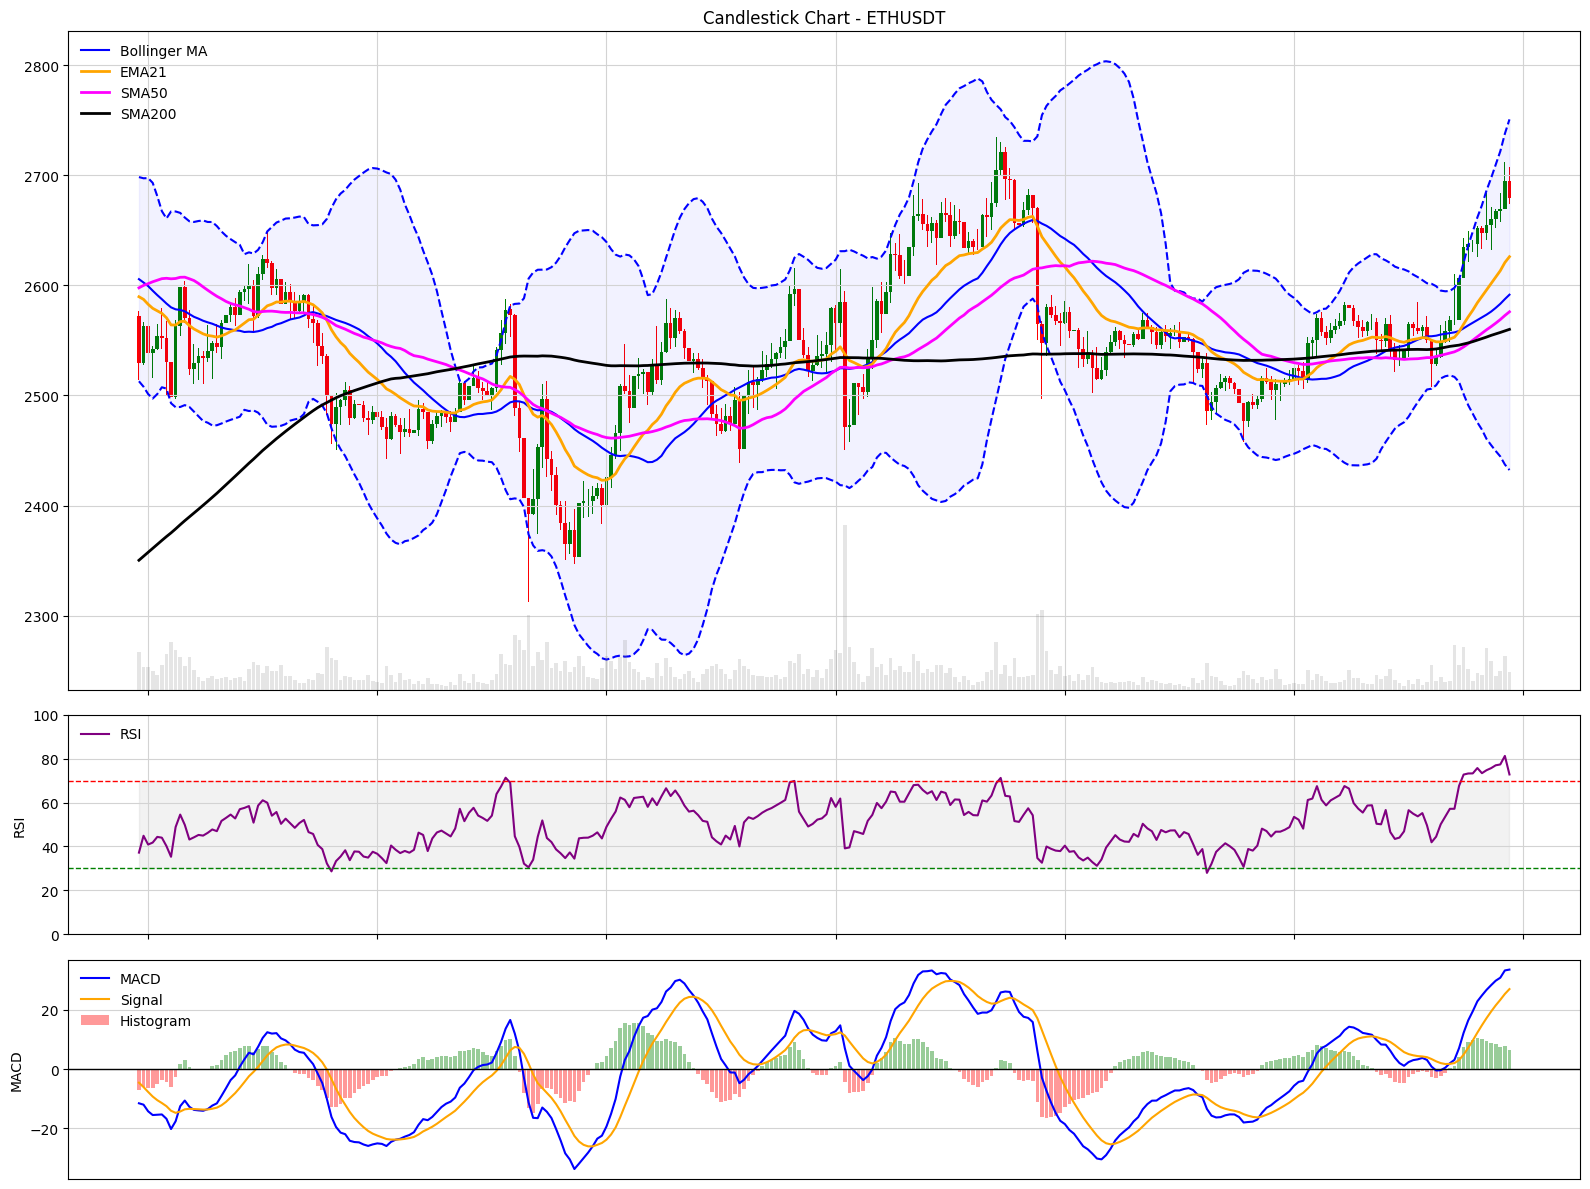 Candlestick Chart - ETHUSDT
Bollinger MA
EMA21
SMA50
SMA200
2800
2700
2600
2500
2400
2300
RSI
100
80
60
40
20
0
RSI
MACD
Signal
Histogram
20
0
−20
MACD